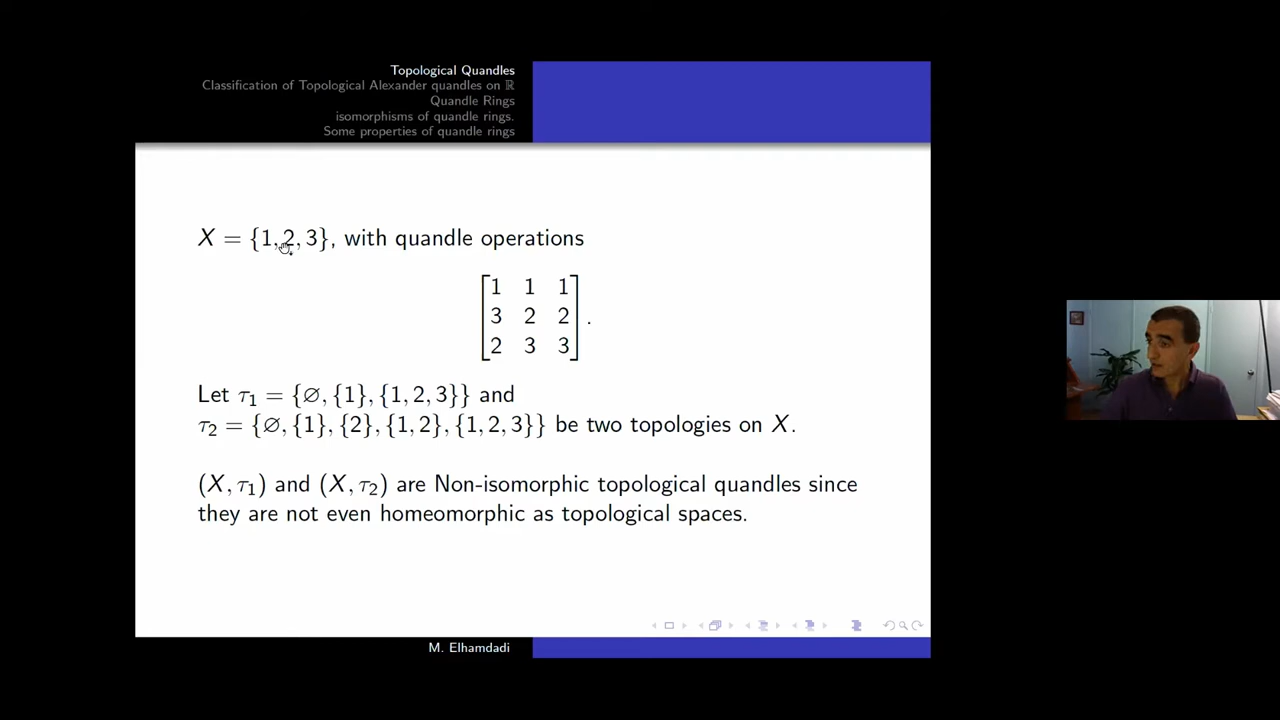 Topological Quandles
Classification of Topological Alexander quandles on ℝ
Quandle Rings
isomorphisms of quandle rings.
Some properties of quandle rings
X = {1, 2, 3}, with quandle operations
1 1 1
3 2 2
2 3 3 .
Let τ₁ = {∅, {1}, {1, 2, 3}} and
τ₂ = {∅, {1}, {2}, {1, 2}, {1, 2, 3}} be two topologies on X.
(X, τ₁) and (X, τ₂) are Non-isomorphic topological quandles since
they are not even homeomorphic as topological spaces.
M. Elhamdadi